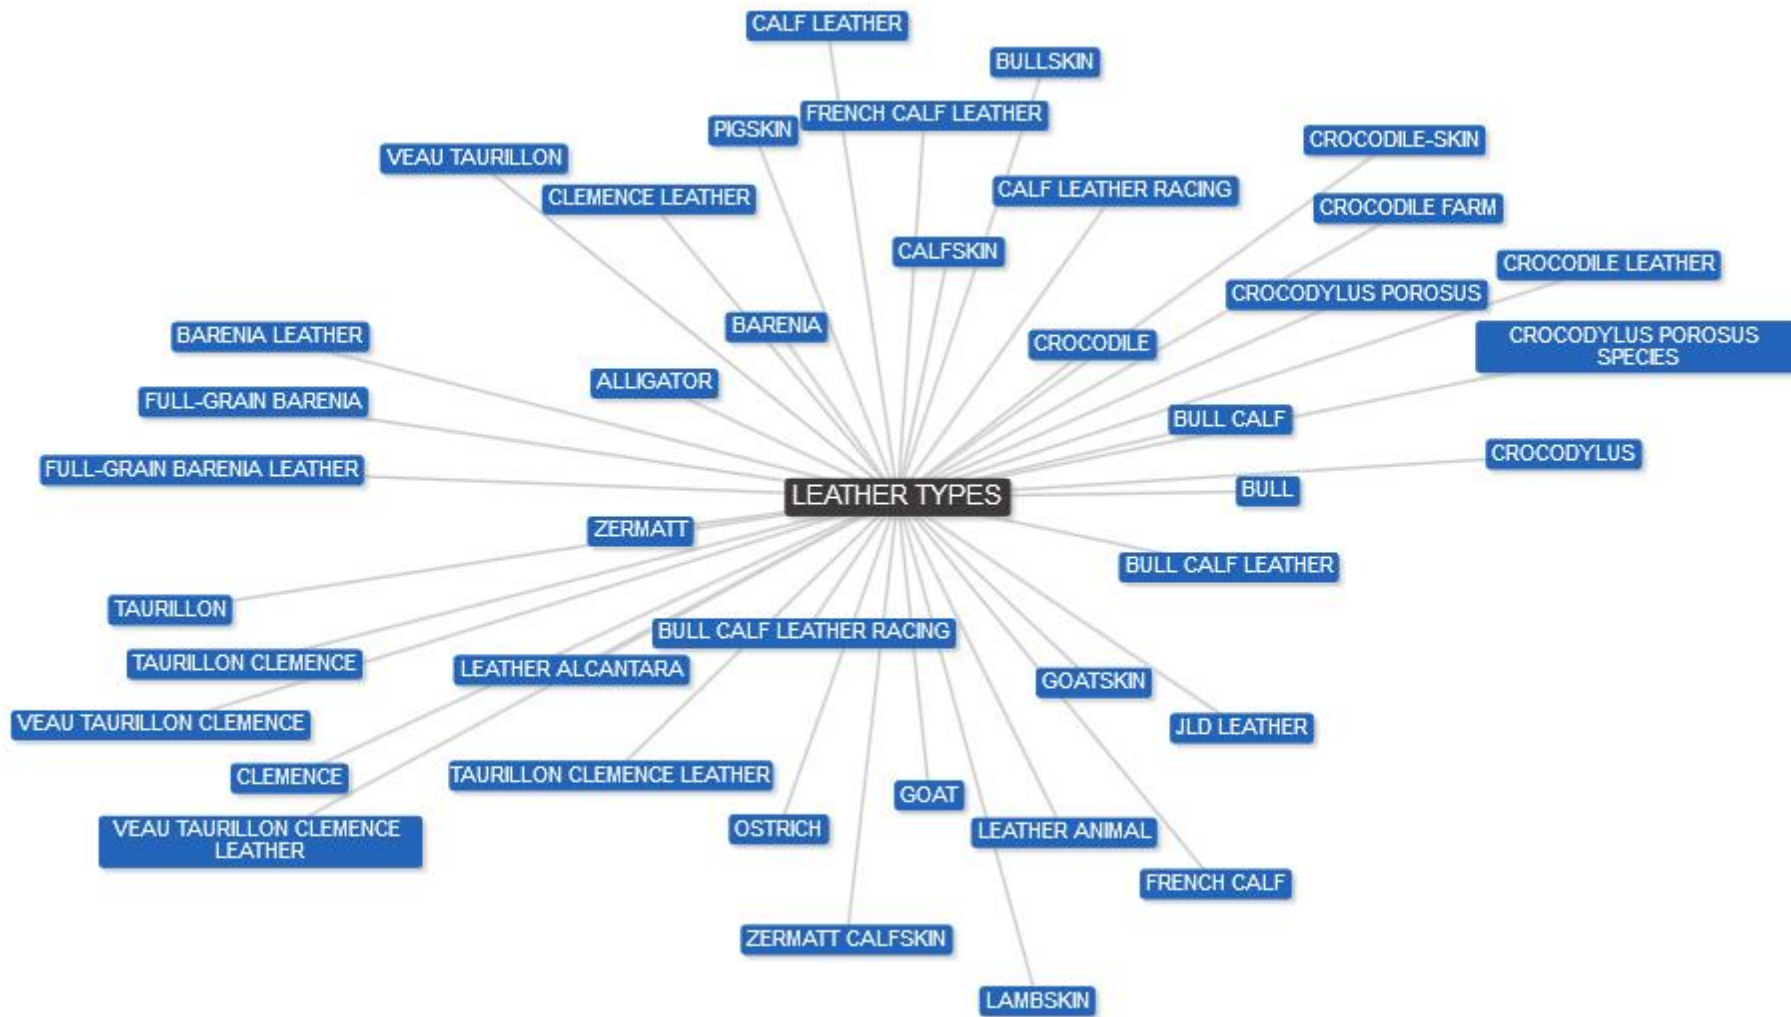 CALF LEATHER
BULLSKIN
FRENCH CALF LEATHER
PIGSKIN
CROCODILE-SKIN
VEAU TAURILLON
CLEMENCE LEATHER
CALF LEATHER RACING
CROCODILE FARM
CALFSKIN
CROCODILE LEATHER
CROCODYLUS POROSUS
BARENIA
BARENIA LEATHER
CROCODILE
CROCODYLUS POROSUS
SPECIES
ALLIGATOR
FULL-GRAIN BARENIA
BULL CALF
CROCODYLUS
FULL-GRAIN BARENIA LEATHER
BULL
LEATHER TYPES
ZERMATT
BULL CALF LEATHER
TAURILLON
BULL CALF LEATHER RACING
TAURILLON CLEMENCE
LEATHER ALCANTARA
GOATSKIN
VEAU TAURILLON CLEMENCE
JLD LEATHER
CLEMENCE
TAURILLON CLEMENCE LEATHER
GOAT
VEAU TAURILLON CLEMENCE
LEATHER
OSTRICH
LEATHER ANIMAL
FRENCH CALF
ZERMATT CALFSKIN
LAMBSKIN